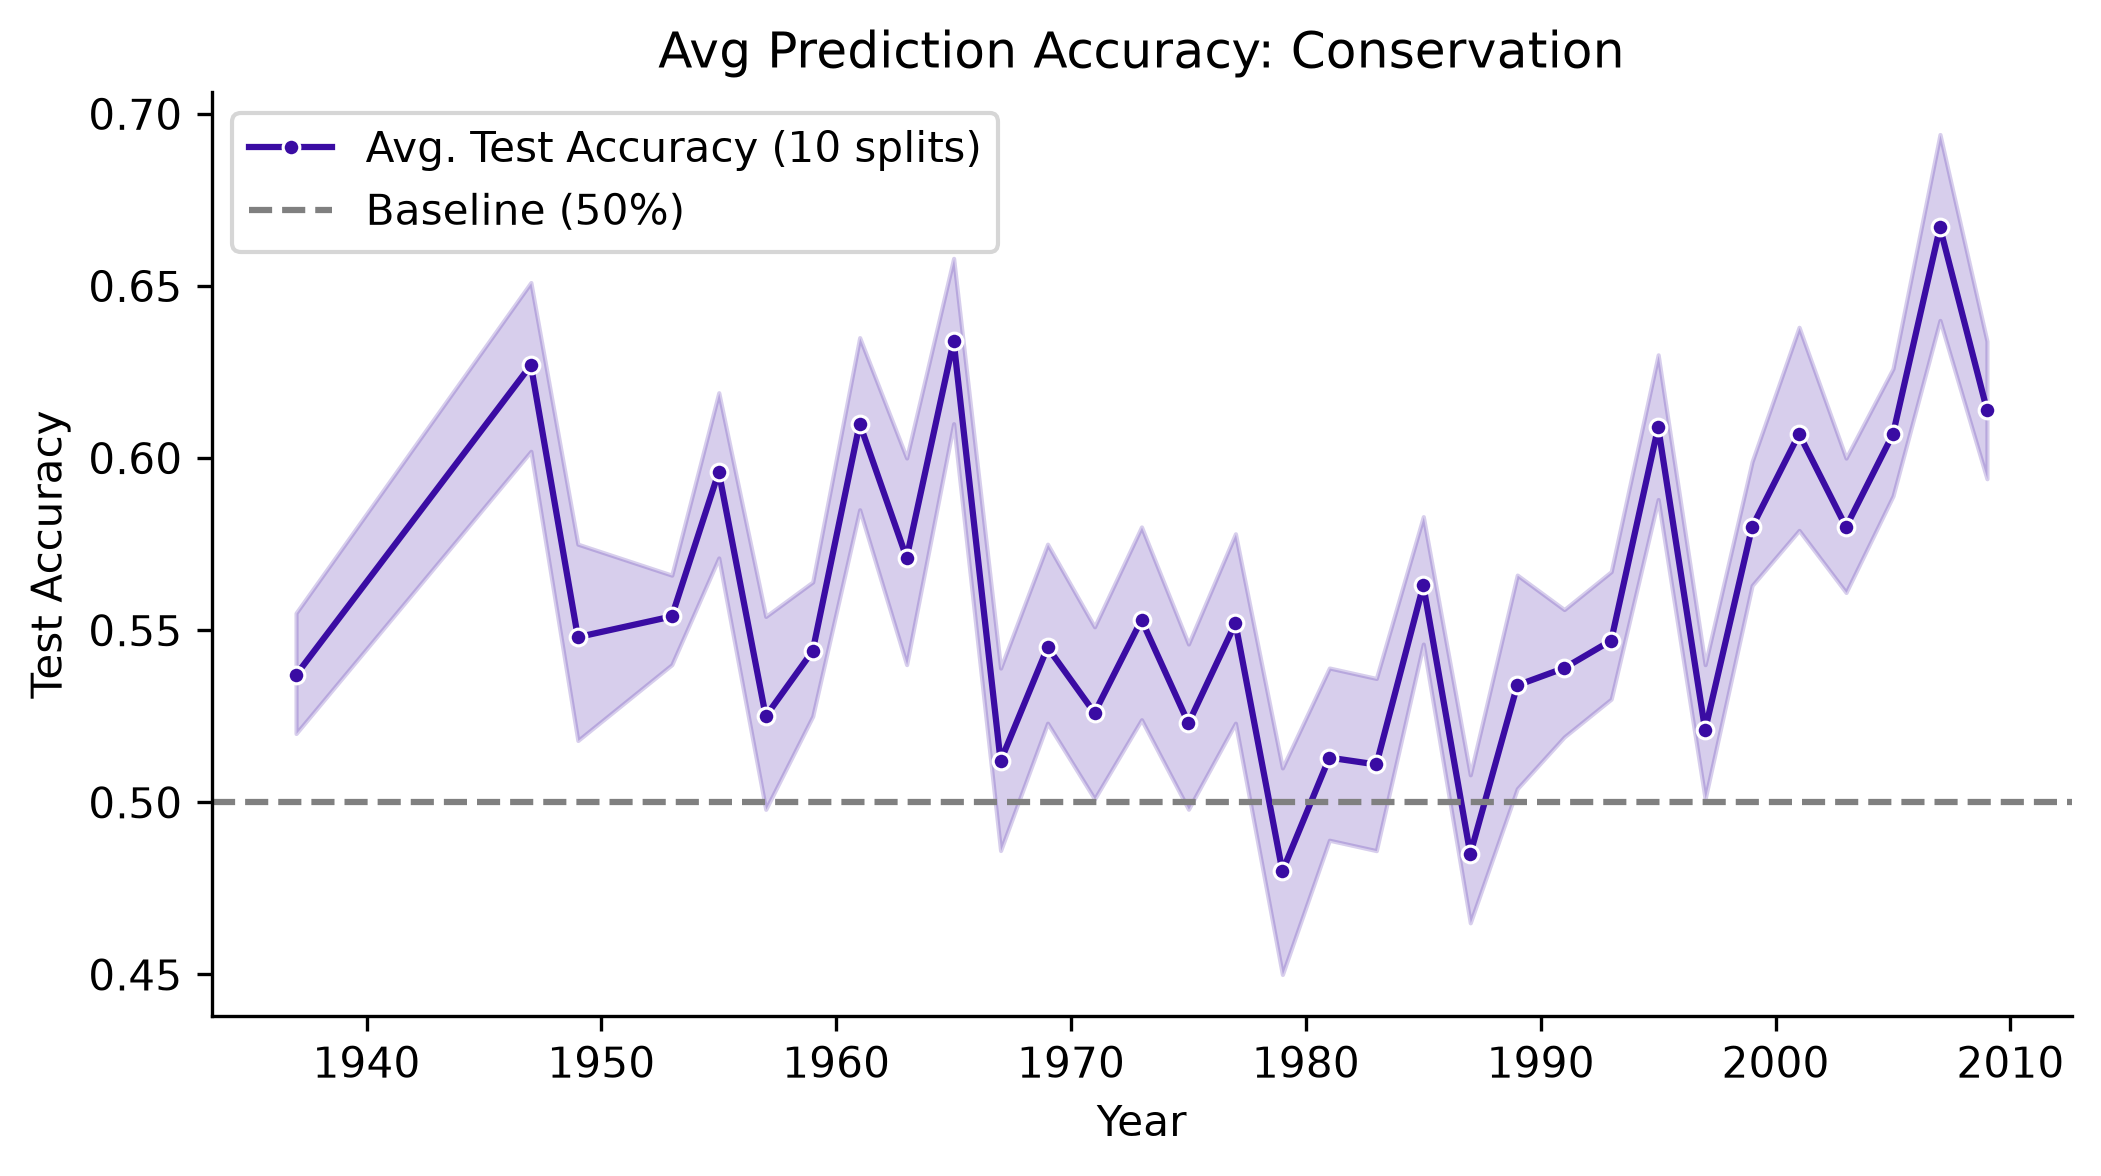 Avg Prediction Accuracy: Conservation
Avg. Test Accuracy (10 splits)
Baseline (50%)
Test Accuracy
0.70
0.65
0.60
0.55
0.50
0.45
1940 1950 1960 1970 1980 1990 2000 2010
Year